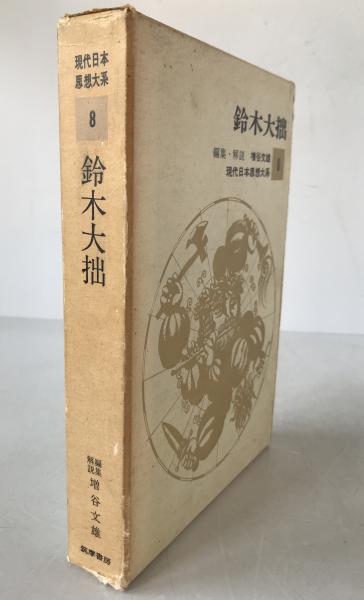 現代日本
思想大系
8
鈴木大拙
編集
解説
増谷文雄
筑摩書房
鈴木大拙
編集・解説 増谷文雄
現代日本思想大系
8